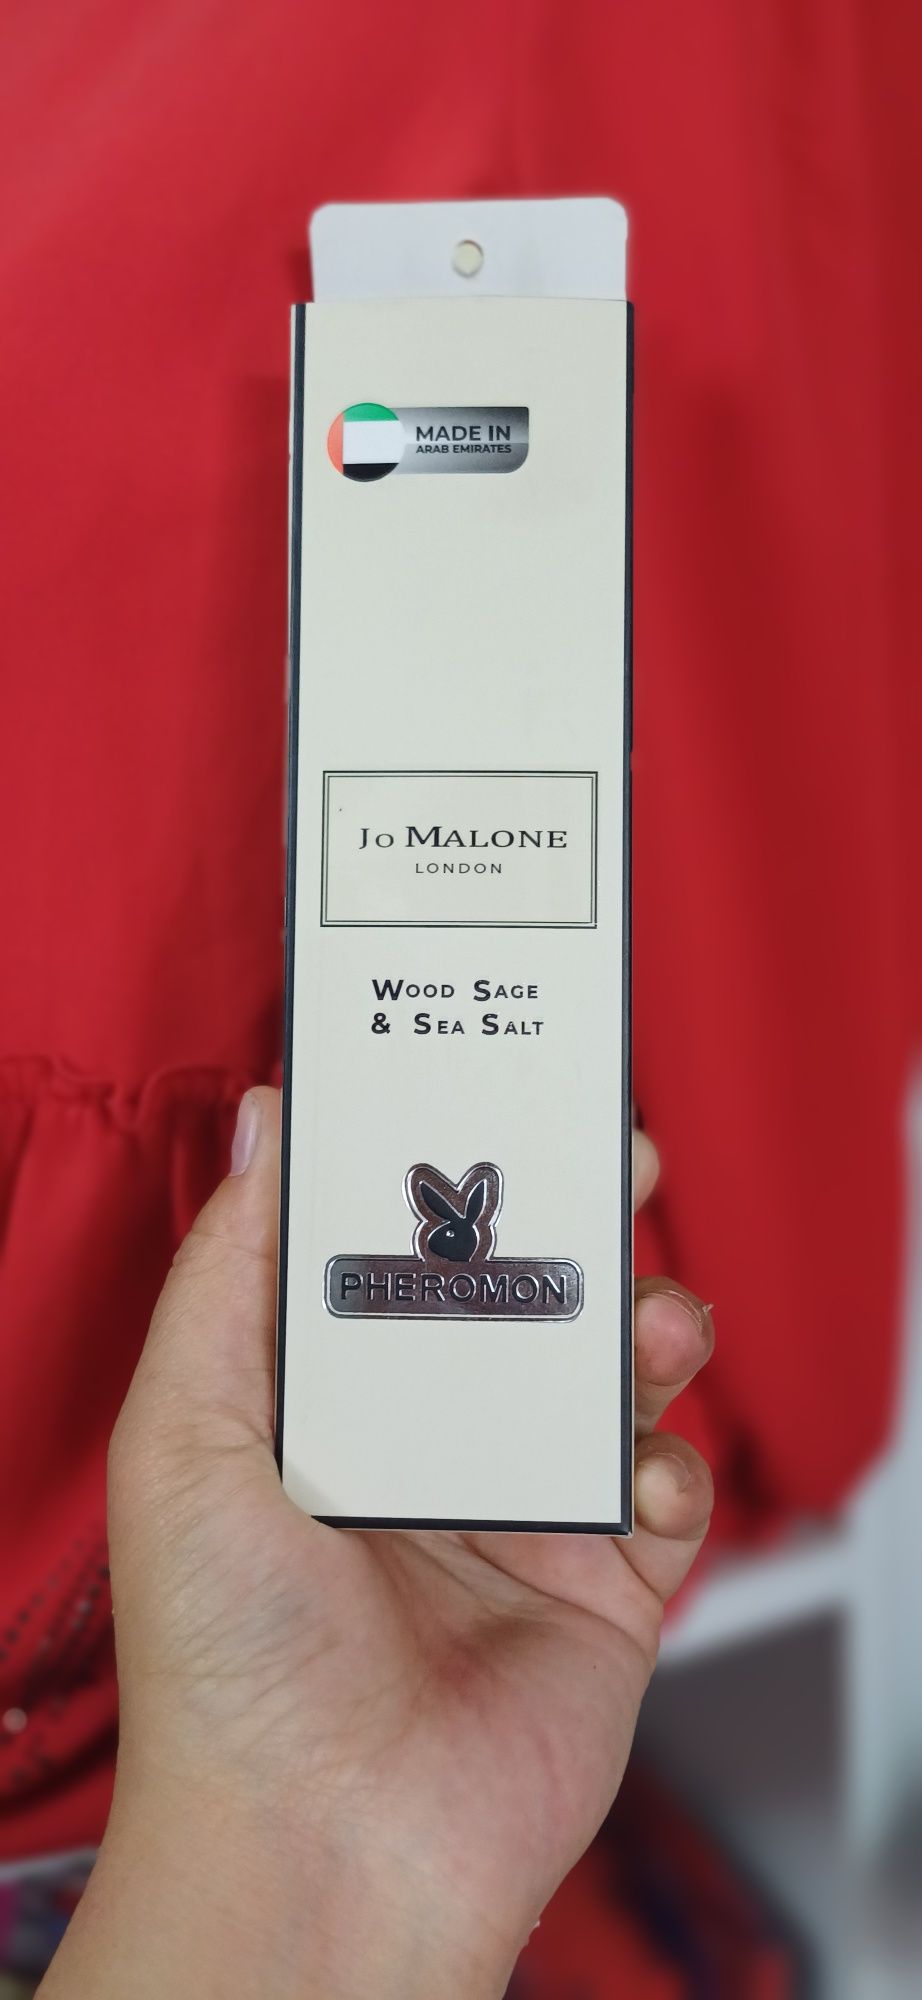 MADE IN
ARAB EMIRATES
Jo MALONE
LONDON
WOOD SAGE
& SEA SALT
PHEROMON